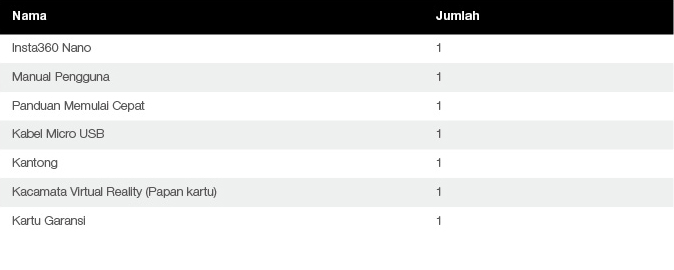 Nama Jumlah
Insta360 Nano 1
Manual Pengguna 1
Panduan Memulai Cepat 1
Kabel Micro USB 1
Kantong 1
Kacamata Virtual Reality (Papan kartu) 1
Kartu Garansi 1